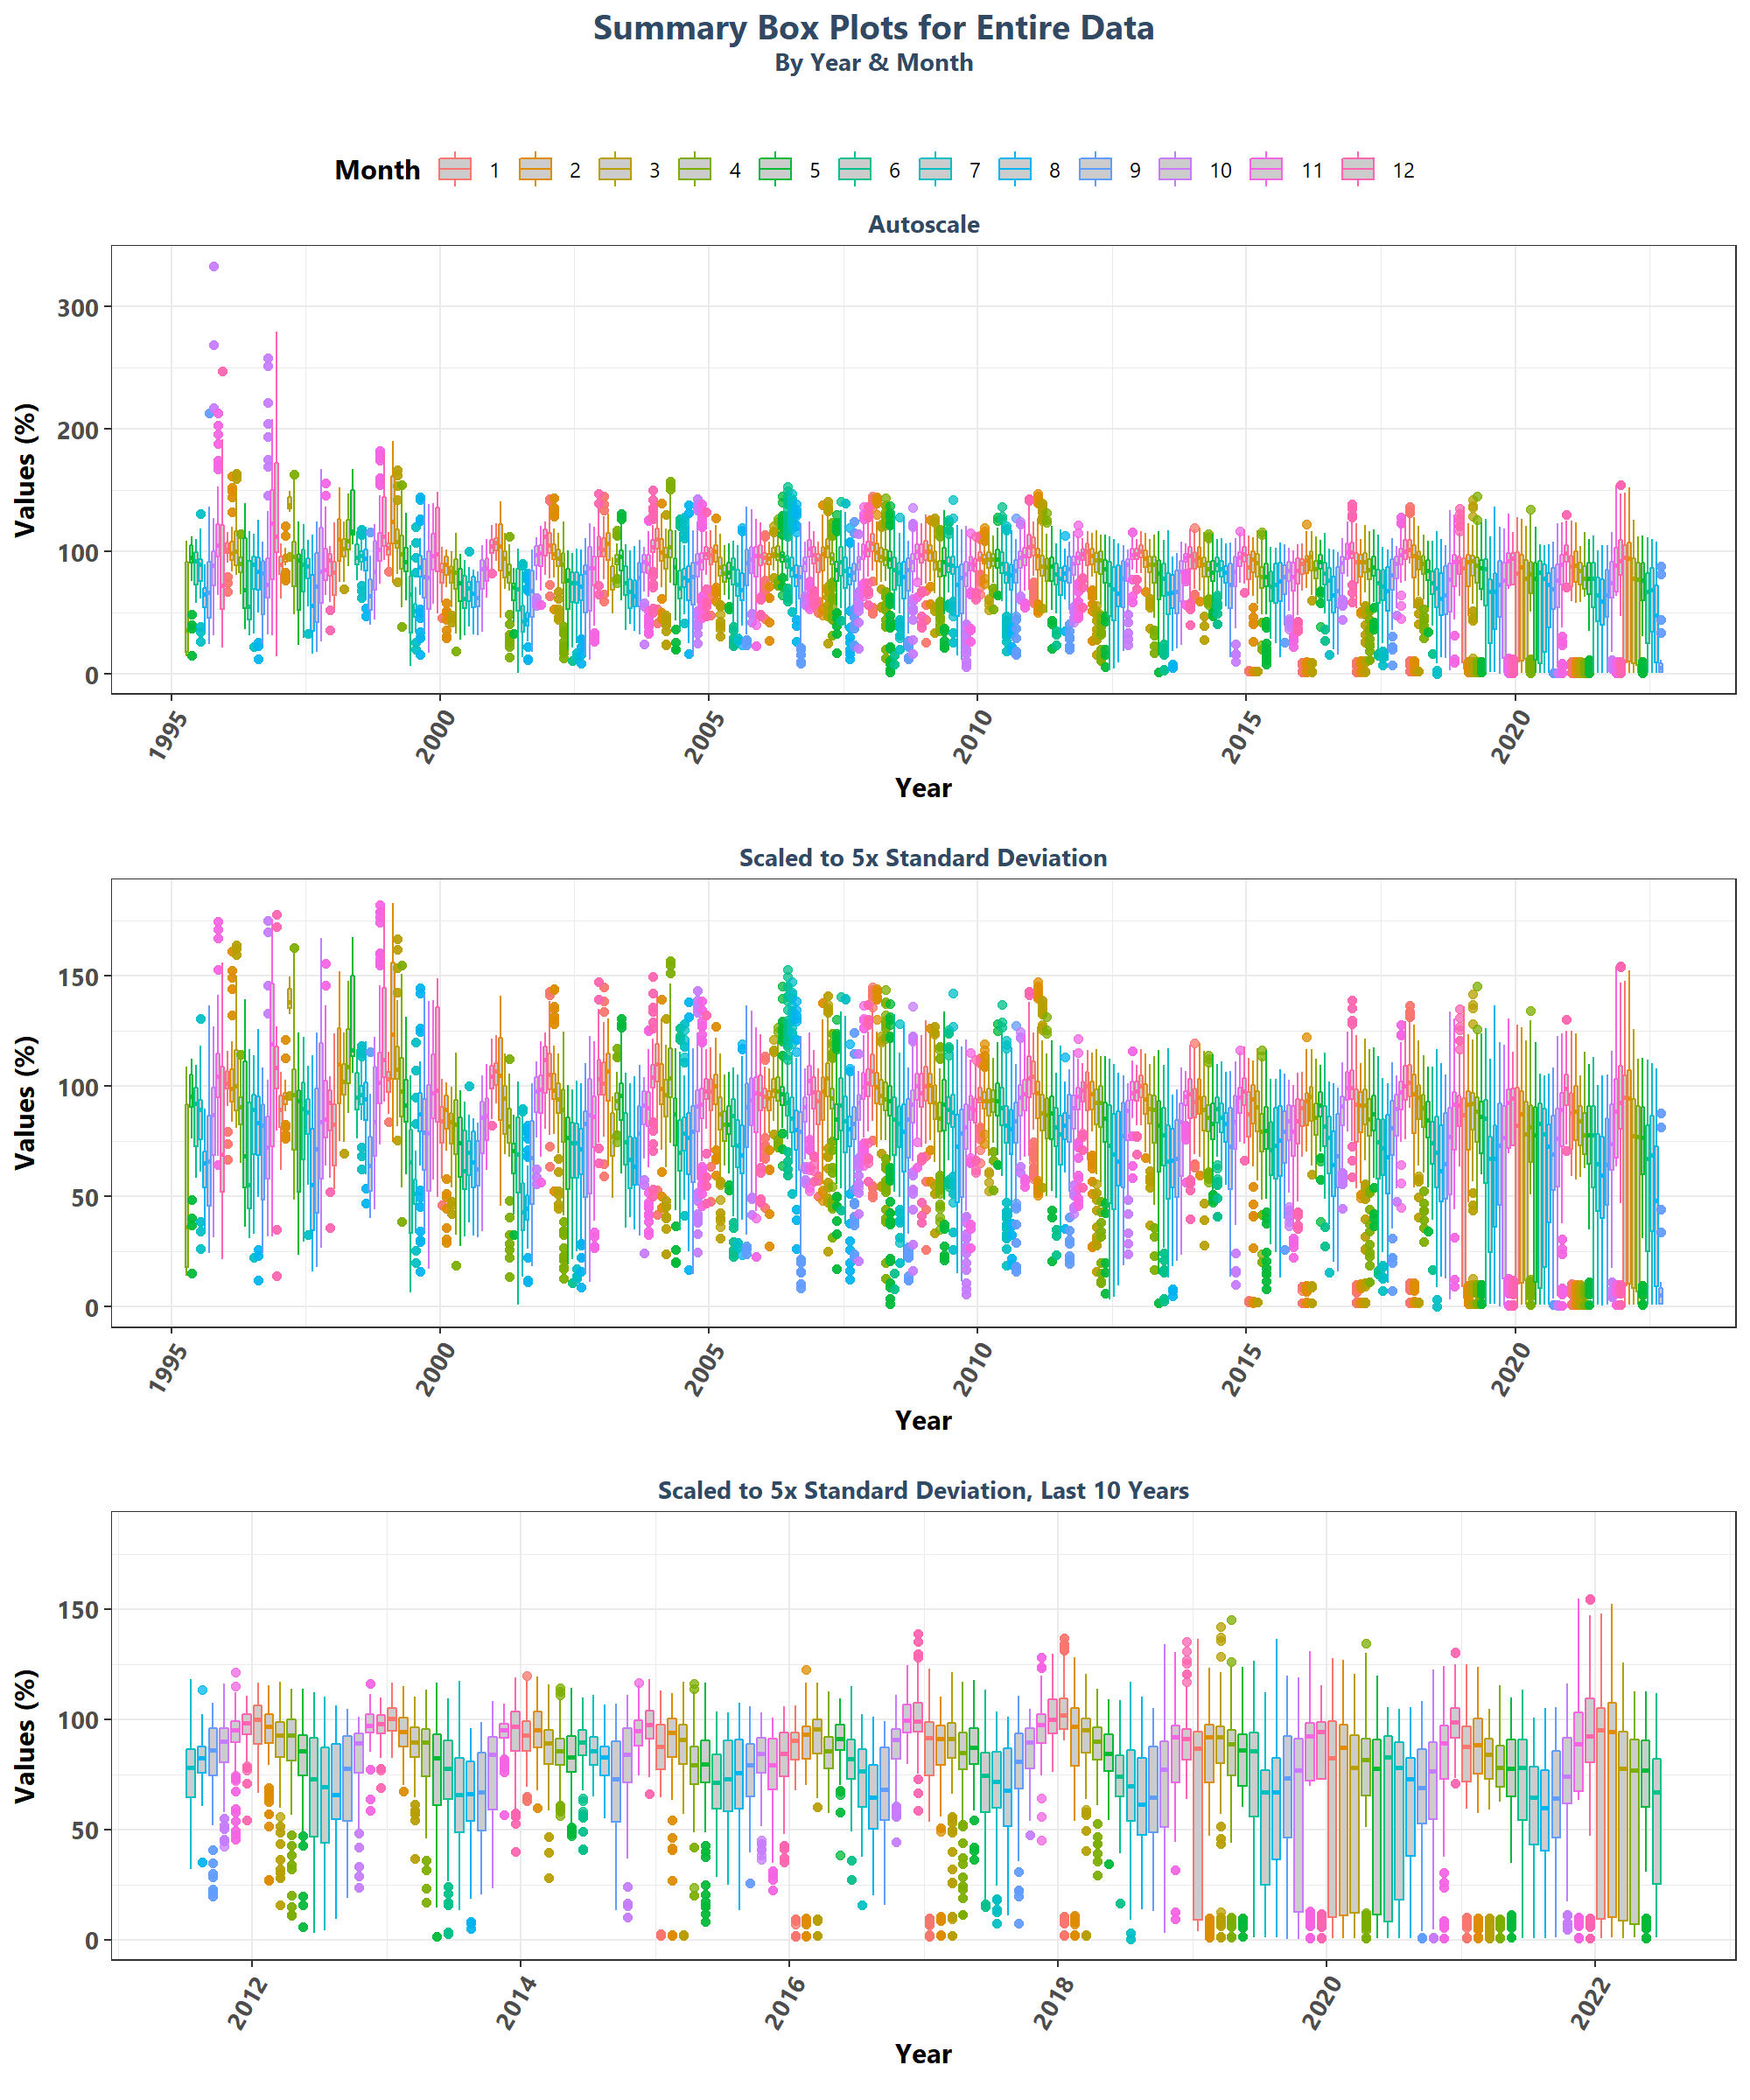 Summary Box Plots for Entire Data
By Year & Month
Month 1 2 3 4 5 6 7 8 9 10 11 12
Autoscale
Values (%)
300
200
100
0
1995 2000 2005 2010 2015 2020
Year
Scaled to 5x Standard Deviation
Values (%)
150
100
50
0
1995 2000 2005 2010 2015 2020
Year
Scaled to 5x Standard Deviation, Last 10 Years
Values (%)
150
100
50
0
2012 2014 2016 2018 2020 2022
Year